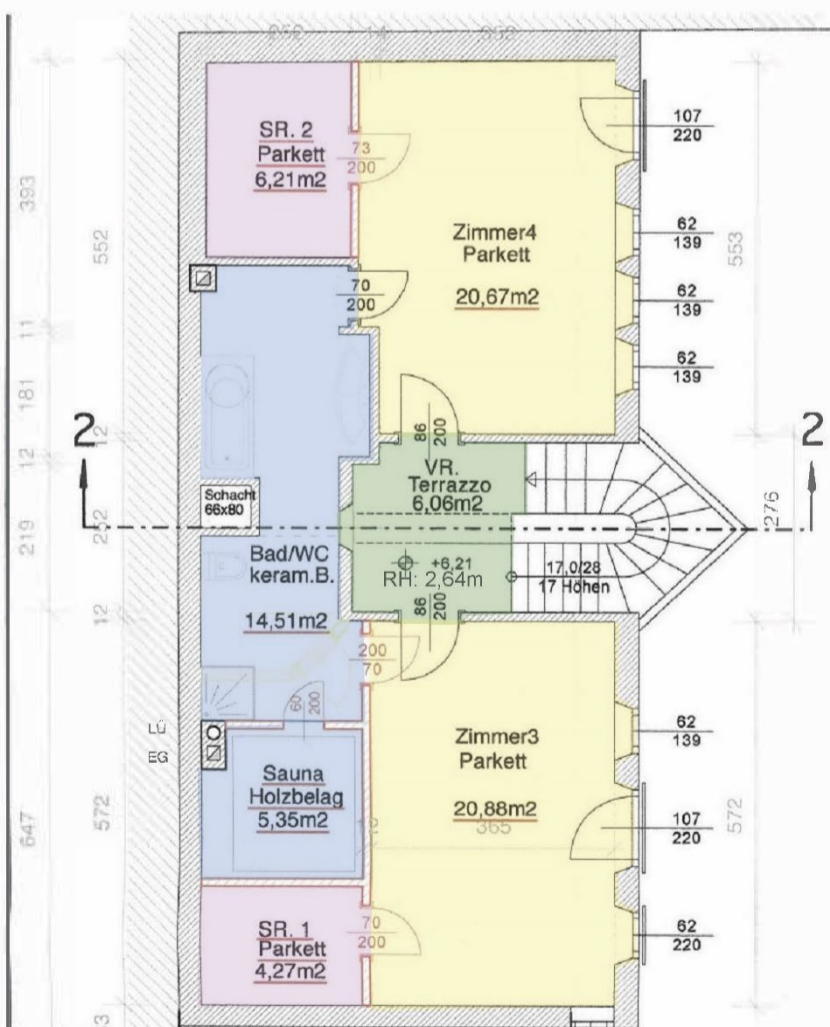 SR. 2
Parkett
6,21m2
73
200
107
220
Zimmer4
Parkett
20,67m2
62
139
62
139
62
139
70
200
393
552
553
11
181
12
12
219
252
12
647
572
572
276
2
2
86
200
VR.
Terrazzo
6,06m2
Schacht
66x80
Bad/WC
keram.B.
14,51m2
+6,21
RH: 2,64m
17,0/28
17 Höhen
86
200
200
70
60
200
LÜ
EG
Sauna
Holzbelag
5,35m2
Zimmer3
Parkett
20,88m2
365
62
139
107
220
62
220
SR. 1
Parkett
4,27m2
70
200